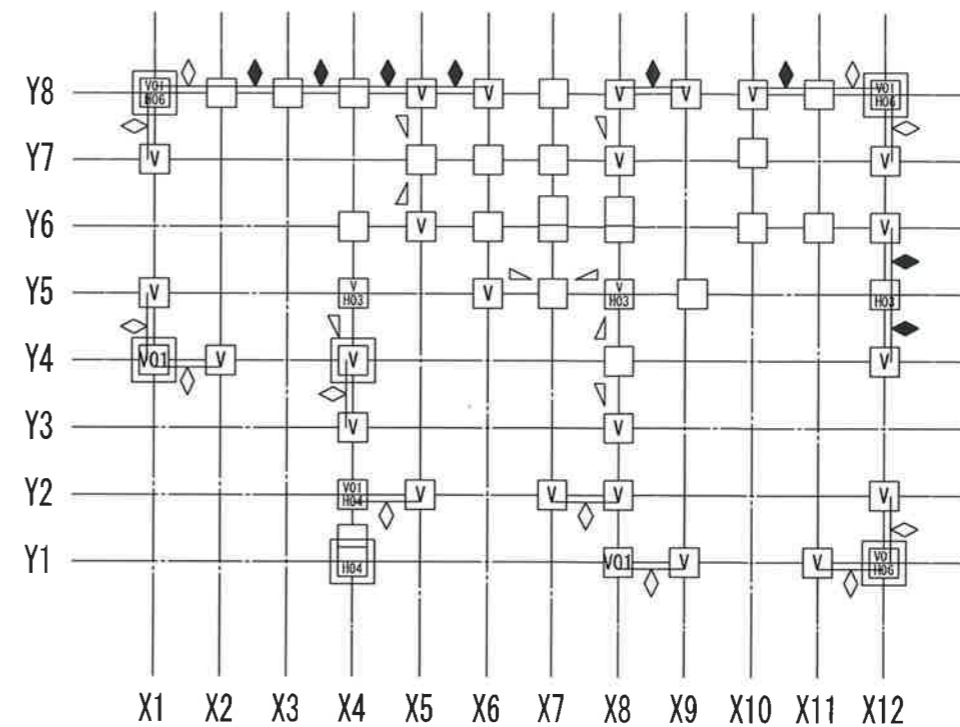 Y8 V01 V V V V V V01
H06 H06
Y7 V V V
Y6 V V
Y5 V V V V
H03 H03 H03
Y4 V01 V V V
Y3 V V
Y2 V01 V V V V
H04
Y1 V01 V V V01
H04 H06
X1 X2 X3 X4 X5 X6 X7 X8 X9 X10 X11 X12